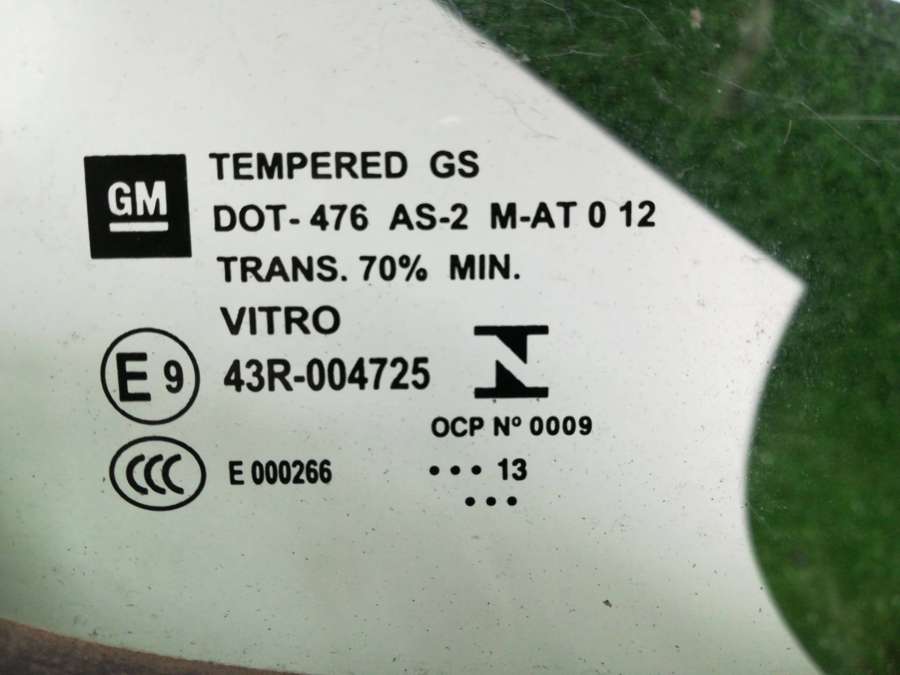 GM
TEMPERED GS
DOT- 476 AS-2 M-AT 0 12
TRANS. 70% MIN.
VITRO
E 9 43R-004725
OCP Nº 0009
CCC E 000266
••• 13
•••